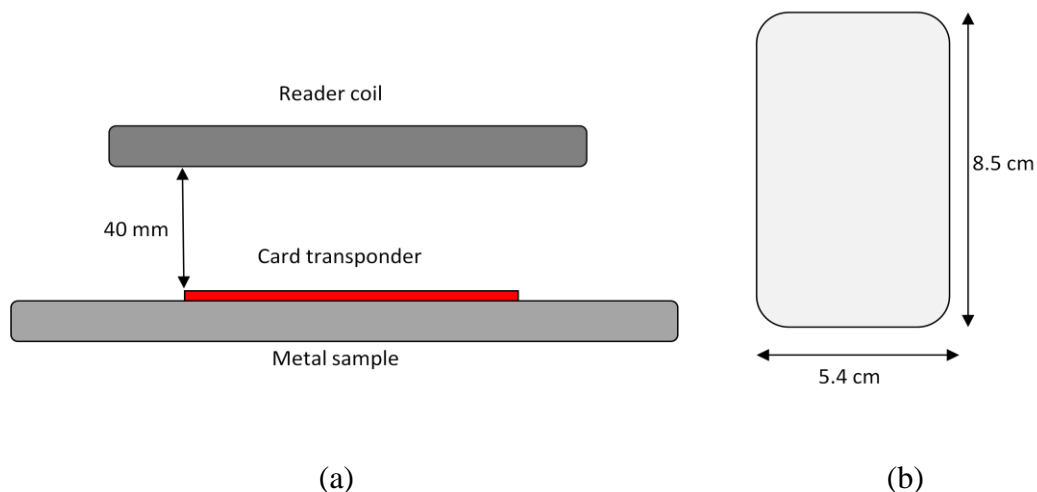 Reader coil
40 mm
Card transponder
Metal sample
(a)
8.5 cm
5.4 cm
(b)